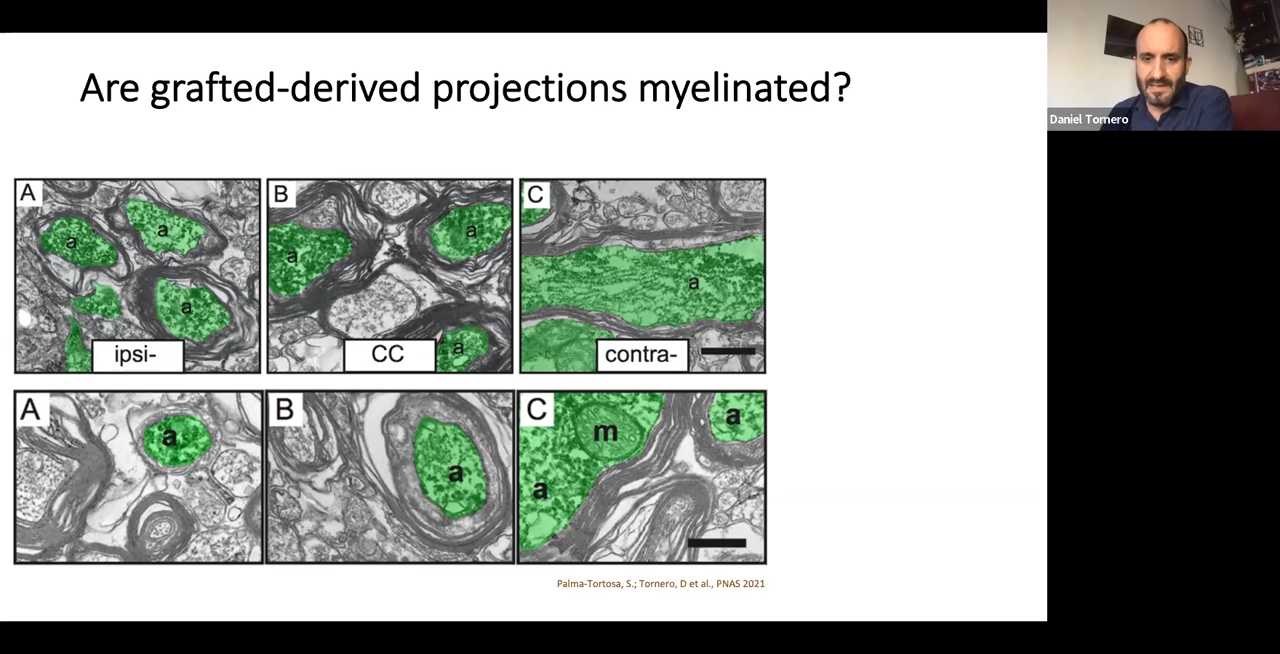 Are grafted-derived projections myelinated?
Daniel Tornero
A
a
a
a
ipsi-
B
a
a
a
CC
C
a
contra-
A
a
B
a
C
m
a
a
Palma-Tortosa, S.; Tornero, D et al., PNAS 2021